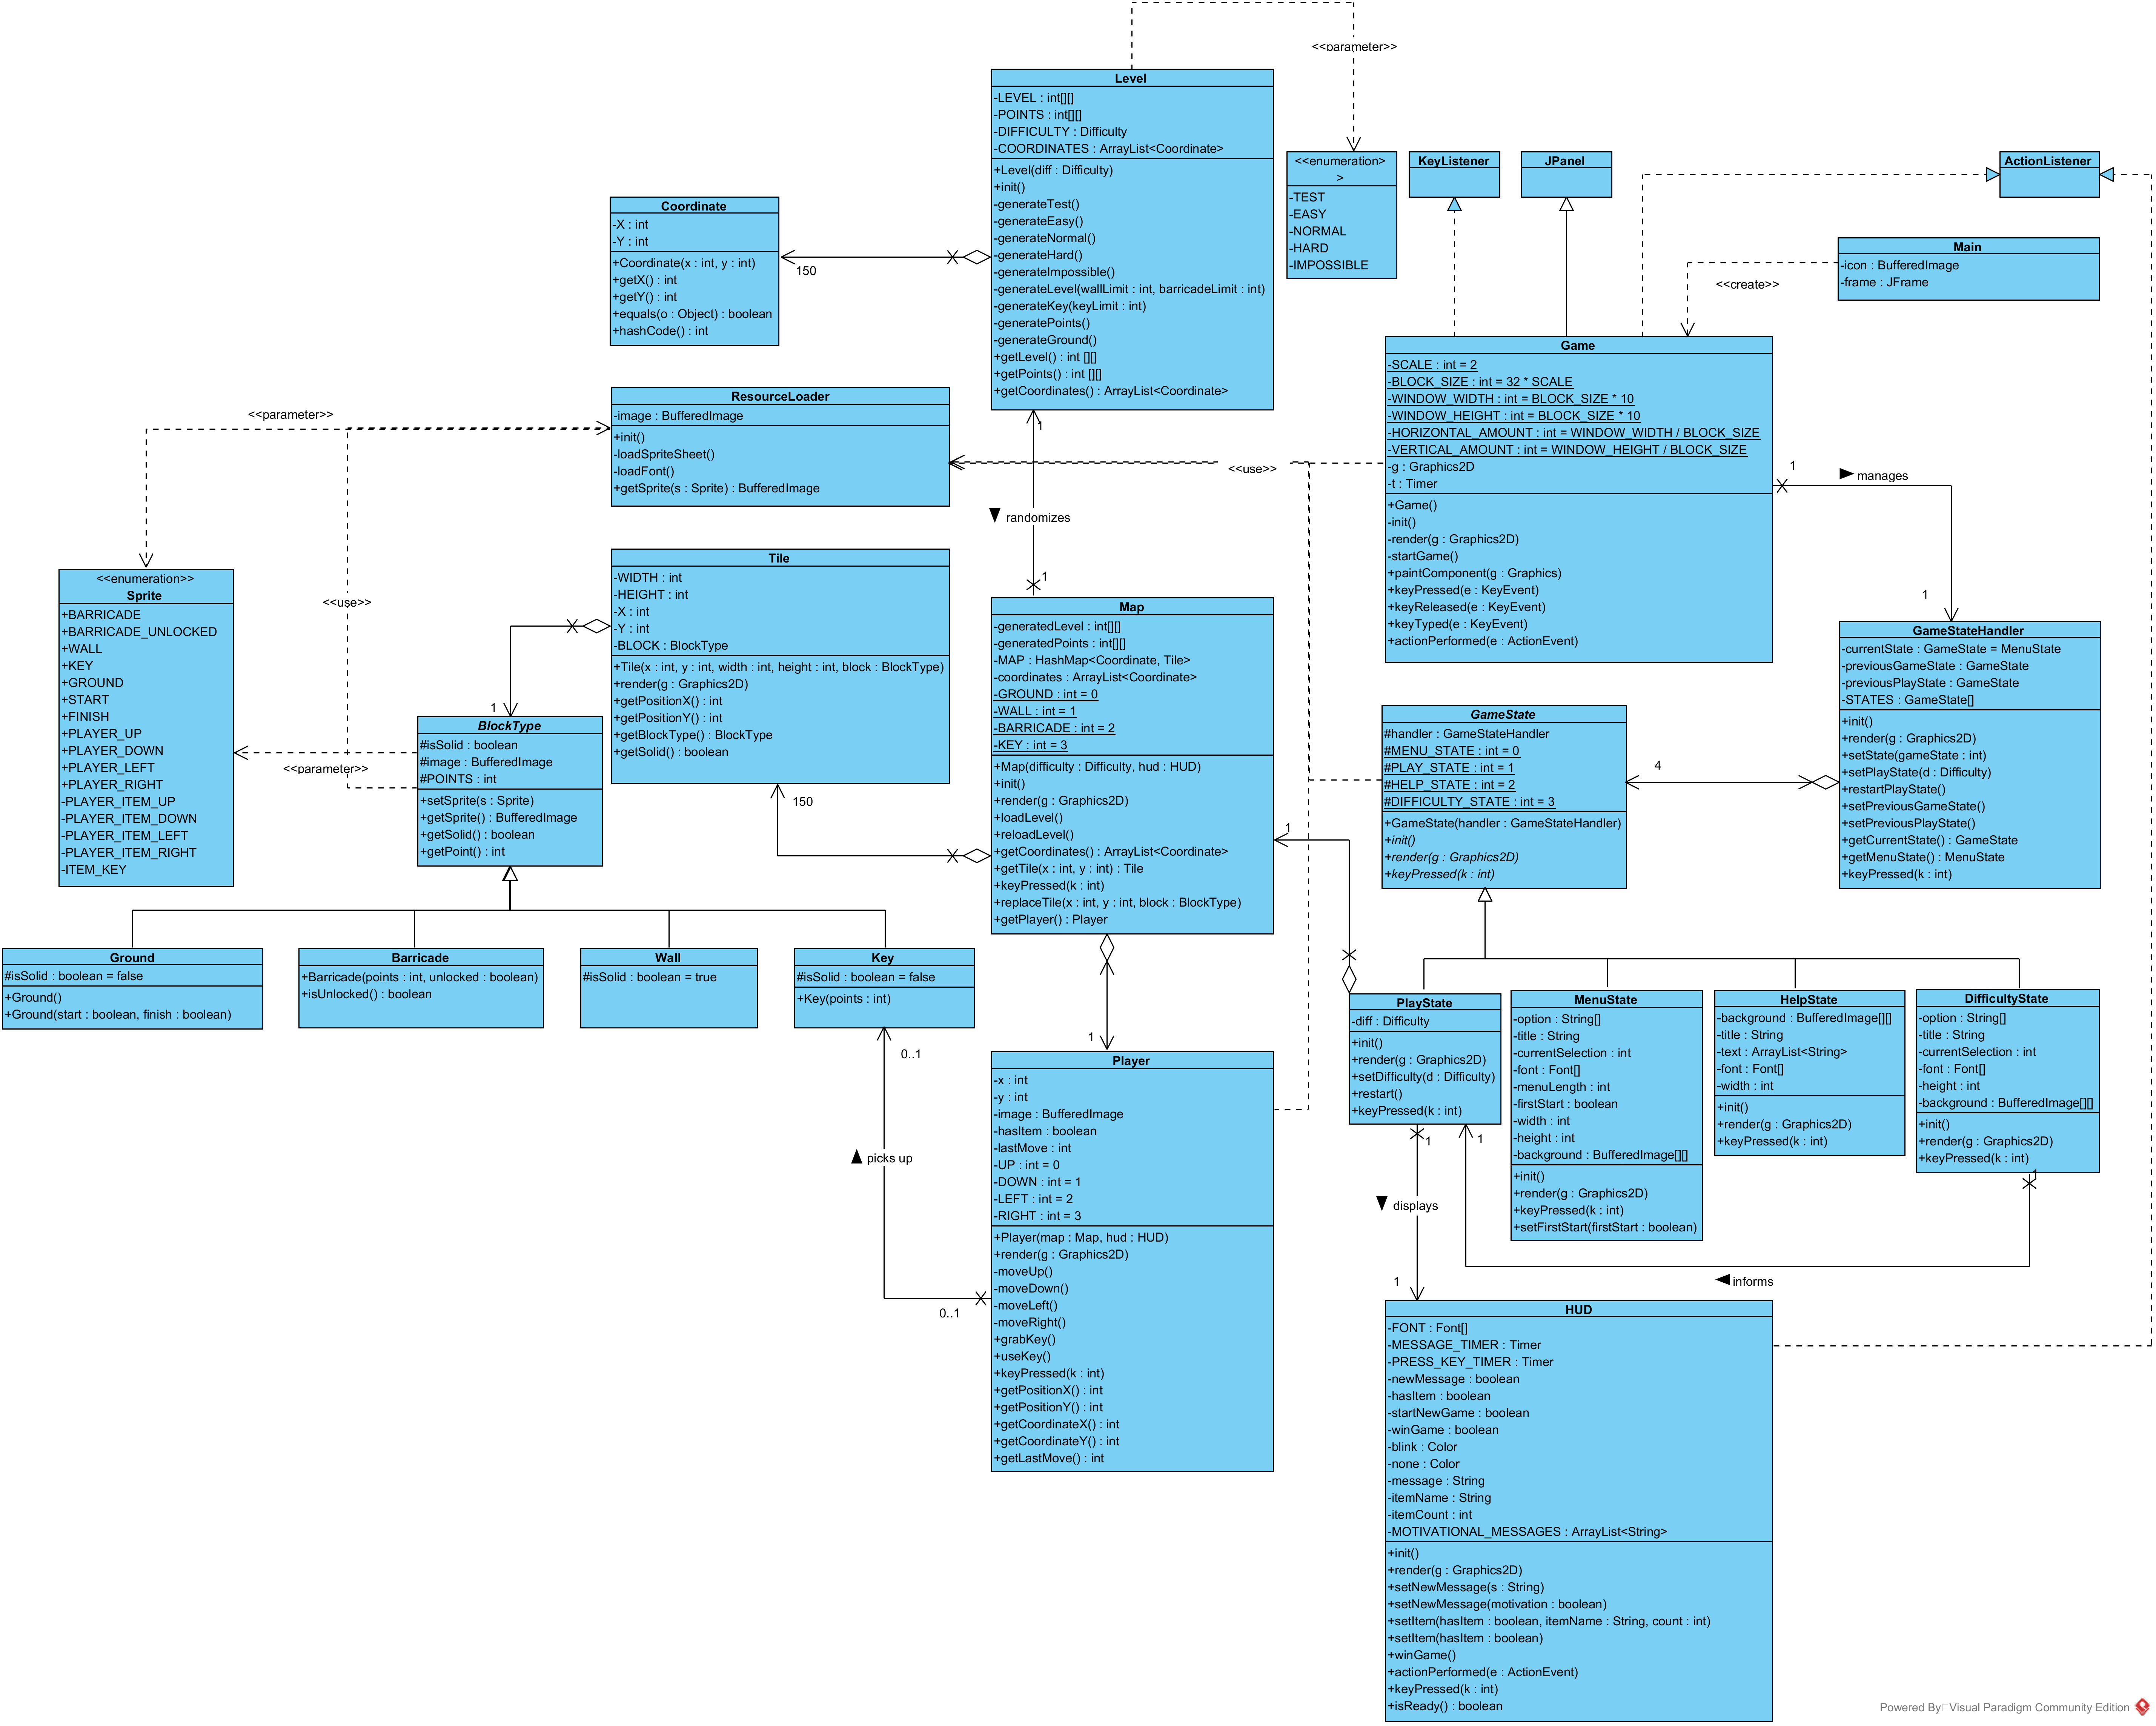 <<parameter>>
Level
-LEVEL : int[][]
-POINTS : int[][]
-DIFFICULTY : Difficulty
-COORDINATES : ArrayList<Coordinate>
+Level(diff : Difficulty)
+init()
-generateTest()
-generateEasy()
-generateNormal()
-generateHard()
-generateImpossible()
-generateLevel(wallLimit : int, barricadeLimit : int)
-generateKey(keyLimit : int)
-generatePoints()
-generateGround()
+getLevel() : int [][]
+getPoints() : int [][]
+getCoordinates() : ArrayList<Coordinate>
<<enumeration>
>
-TEST
-EASY
-NORMAL
-HARD
-IMPOSSIBLE
KeyListener
JPanel
ActionListener
Coordinate
-X : int
-Y : int
+Coordinate(x : int, y : int)
+getX() : int
+getY() : int
+equals(o : Object) : boolean
+hashCode() : int
150
Main
-icon : BufferedImage
-frame : JFrame
<<create>>
Game
-SCALE : int = 2
-BLOCK_SIZE : int = 32 * SCALE
-WINDOW_WIDTH : int = BLOCK_SIZE * 10
-WINDOW_HEIGHT : int = BLOCK_SIZE * 10
-HORIZONTAL_AMOUNT : int = WINDOW_WIDTH / BLOCK_SIZE
-VERTICAL_AMOUNT : int = WINDOW_HEIGHT / BLOCK_SIZE
-g : Graphics2D
-t : Timer
+Game()
-init()
-render(g : Graphics2D)
-startGame()
+paintComponent(g : Graphics)
+keyPressed(e : KeyEvent)
+keyReleased(e : KeyEvent)
+keyTyped(e : KeyEvent)
+actionPerformed(e : ActionEvent)
1
manages
1
ResourceLoader
-image : BufferedImage
+init()
-loadSpriteSheet()
-loadFont()
+getSprite(s : Sprite) : BufferedImage
<<parameter>>
<<use>>
1
randomizes
1
<<enumeration>>
Sprite
+BARRICADE
+BARRICADE_UNLOCKED
+WALL
+KEY
+GROUND
+START
+FINISH
+PLAYER_UP
+PLAYER_DOWN
+PLAYER_LEFT
+PLAYER_RIGHT
-PLAYER_ITEM_UP
-PLAYER_ITEM_DOWN
-PLAYER_ITEM_LEFT
-PLAYER_ITEM_RIGHT
-ITEM_KEY
<<use>>
<<parameter>>
Tile
-WIDTH : int
-HEIGHT : int
-X : int
-Y : int
-BLOCK : BlockType
+Tile(x : int, y : int, width : int, height : int, block : BlockType)
+render(g : Graphics2D)
+getPositionX() : int
+getPositionY() : int
+getBlockType() : BlockType
+getSolid() : boolean
1
150
BlockType
#isSolid : boolean
#image : BufferedImage
#POINTS : int
+setSprite(s : Sprite)
+getSprite() : BufferedImage
+getSolid() : boolean
+getPoint() : int
Map
-generatedLevel : int[][]
-generatedPoints : int[][]
-MAP : HashMap<Coordinate, Tile>
-coordinates : ArrayList<Coordinate>
-GROUND : int = 0
-WALL : int = 1
-BARRICADE : int = 2
-KEY : int = 3
+Map(difficulty : Difficulty, hud : HUD)
+init()
+render(g : Graphics2D)
+loadLevel()
+reloadLevel()
+getCoordinates() : ArrayList<Coordinate>
+getTile(x : int, y : int) : Tile
+keyPressed(k : int)
+replaceTile(x : int, y : int, block : BlockType)
+getPlayer() : Player
1
GameState
#handler : GameStateHandler
#MENU_STATE : int = 0
#PLAY_STATE : int = 1
#HELP_STATE : int = 2
#DIFFICULTY_STATE : int = 3
+GameState(handler : GameStateHandler)
+init()
+render(g : Graphics2D)
+keyPressed(k : int)
4
GameStateHandler
-currentState : GameState = MenuState
-previousGameState : GameState
-previousPlayState : GameState
-STATES : GameState[]
+init()
+render(g : Graphics2D)
+setState(gameState : int)
+setPlayState(d : Difficulty)
+restartPlayState()
+setPreviousGameState()
+setPreviousPlayState()
+getCurrentState() : GameState
+getMenuState() : MenuState
+keyPressed(k : int)
Ground
#isSolid : boolean = false
+Ground()
+Ground(start : boolean, finish : boolean)
Barricade
+Barricade(points : int, unlocked : boolean)
+isUnlocked() : boolean
Wall
#isSolid : boolean = true
Key
#isSolid : boolean = false
+Key(points : int)
0..1
picks up
0..1
1
Player
-x : int
-y : int
-image : BufferedImage
-hasItem : boolean
-lastMove : int
-UP : int = 0
-DOWN : int = 1
-LEFT : int = 2
-RIGHT : int = 3
+Player(map : Map, hud : HUD)
+render(g : Graphics2D)
-moveUp()
-moveDown()
-moveLeft()
-moveRight()
+grabKey()
+useKey()
+keyPressed(k : int)
+getPositionX() : int
+getPositionY() : int
+getCoordinateX() : int
+getCoordinateY() : int
+getLastMove() : int
PlayState
-diff : Difficulty
+init()
+render(g : Graphics2D)
+setDifficulty(d : Difficulty)
+restart()
+keyPressed(k : int)
MenuState
-option : String[]
-title : String
-currentSelection : int
-font : Font[]
-menuLength : int
-firstStart : boolean
-width : int
-height : int
-background : BufferedImage[][]
+init()
+render(g : Graphics2D)
+keyPressed(k : int)
+setFirstStart(firstStart : boolean)
HelpState
-background : BufferedImage[][]
-title : String
-text : ArrayList<String>
-font : Font[]
-width : int
+init()
+render(g : Graphics2D)
+keyPressed(k : int)
DifficultyState
-option : String[]
-title : String
-currentSelection : int
-font : Font[]
-height : int
-background : BufferedImage[][]
+init()
+render(g : Graphics2D)
+keyPressed(k : int)
1
1
1
displays
1
informs
HUD
-FONT : Font[]
-MESSAGE_TIMER : Timer
-PRESS_KEY_TIMER : Timer
-newMessage : boolean
-hasItem : boolean
-startNewGame : boolean
-winGame : boolean
-blink : Color
-none : Color
-message : String
-itemName : String
-itemCount : int
-MOTIVATIONAL_MESSAGES : ArrayList<String>
+init()
+render(g : Graphics2D)
+setNewMessage(s : String)
+setNewMessage(motivation : boolean)
+setItem(hasItem : boolean, itemName : String, count : int)
+setItem(hasItem : boolean)
+winGame()
+actionPerformed(e : ActionEvent)
+keyPressed(k : int)
+isReady() : boolean
Powered By Visual Paradigm Community Edition